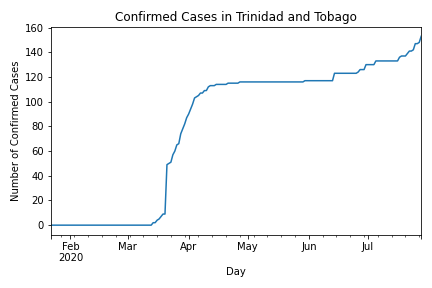 Confirmed Cases in Trinidad and Tobago
160
140
120
100
80
60
40
20
0
Number of Confirmed Cases
Feb Mar Apr May Jun Jul
2020
Day